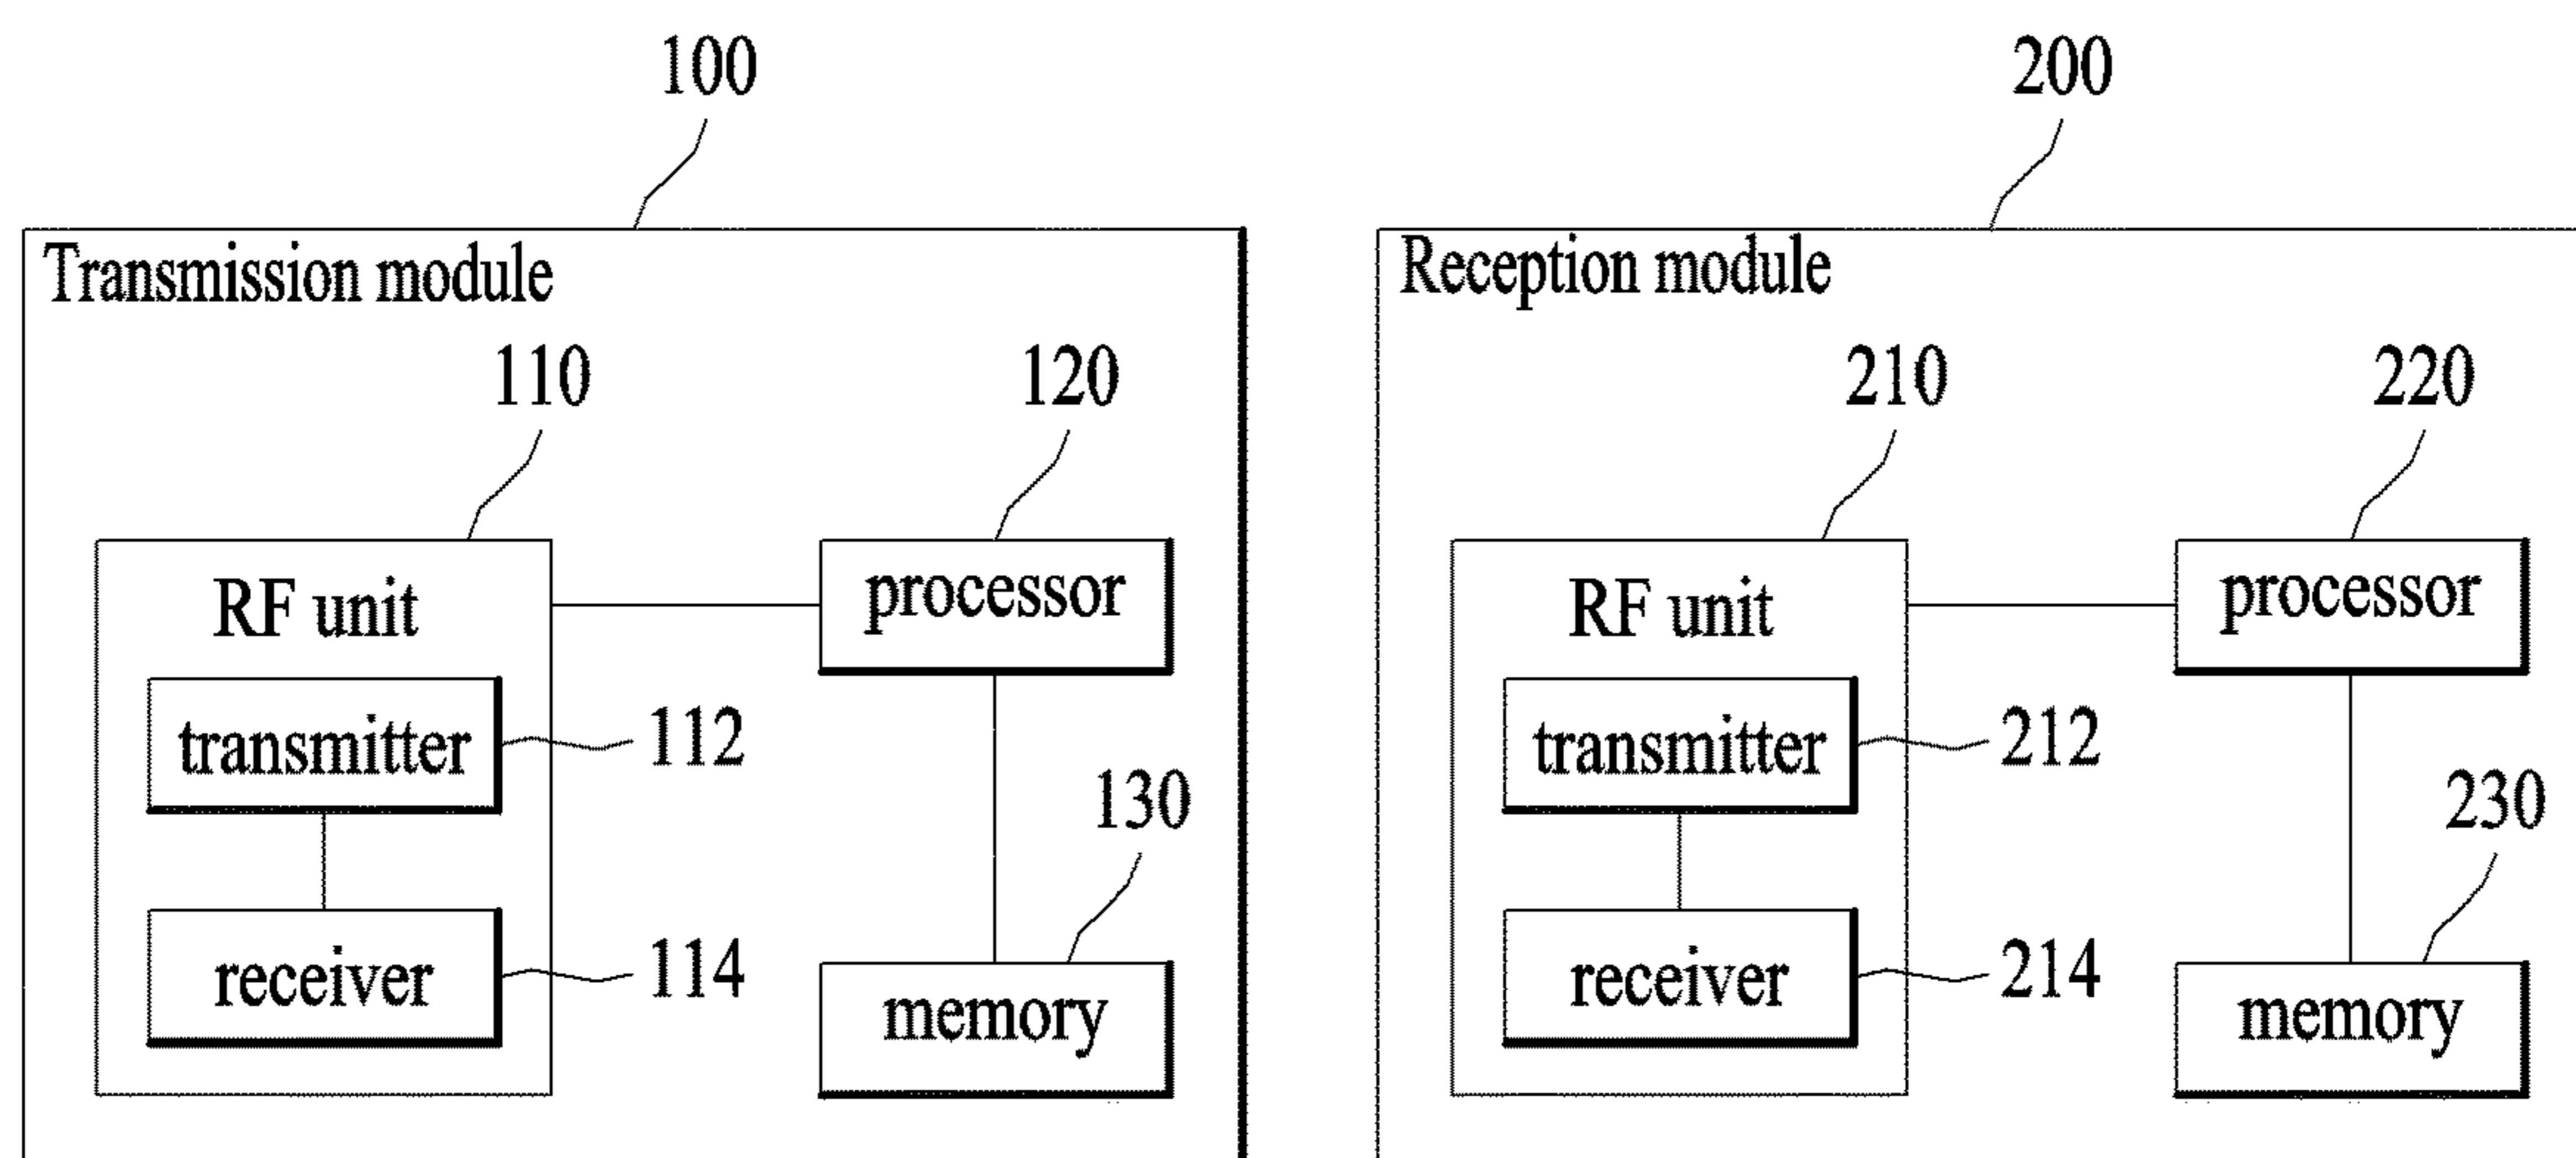 100
200
Transmission module
Reception module
110
120
210
220
RF unit
processor
RF unit
processor
transmitter
112
transmitter
212
130
230
receiver
114
receiver
214
memory
memory